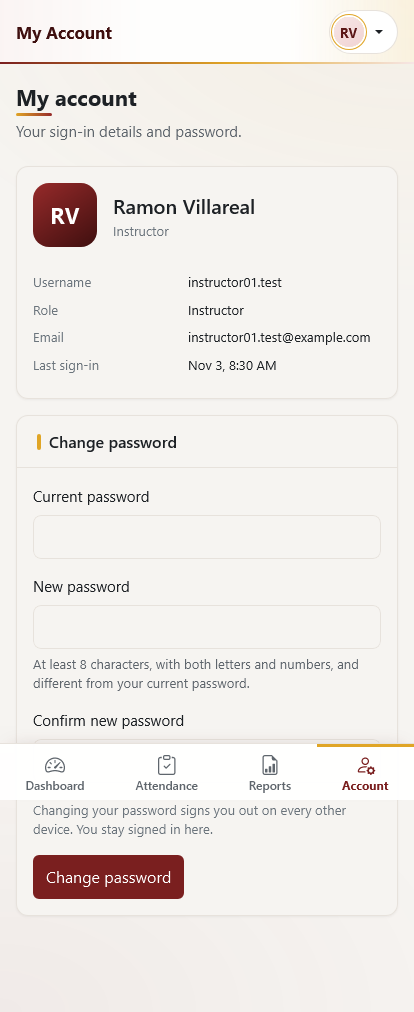 My Account
RV
My account
Your sign-in details and password.
RV
Ramon Villareal
Instructor
Username
instructor01.test
Role
Instructor
Email
instructor01.test@example.com
Last sign-in
Nov 3, 8:30 AM
Change password
Current password
New password
At least 8 characters, with both letters and numbers, and
different from your current password.
Confirm new password
Dashboard
Attendance
Reports
Account
Changing your password signs you out on every other
device. You stay signed in here.
Change password